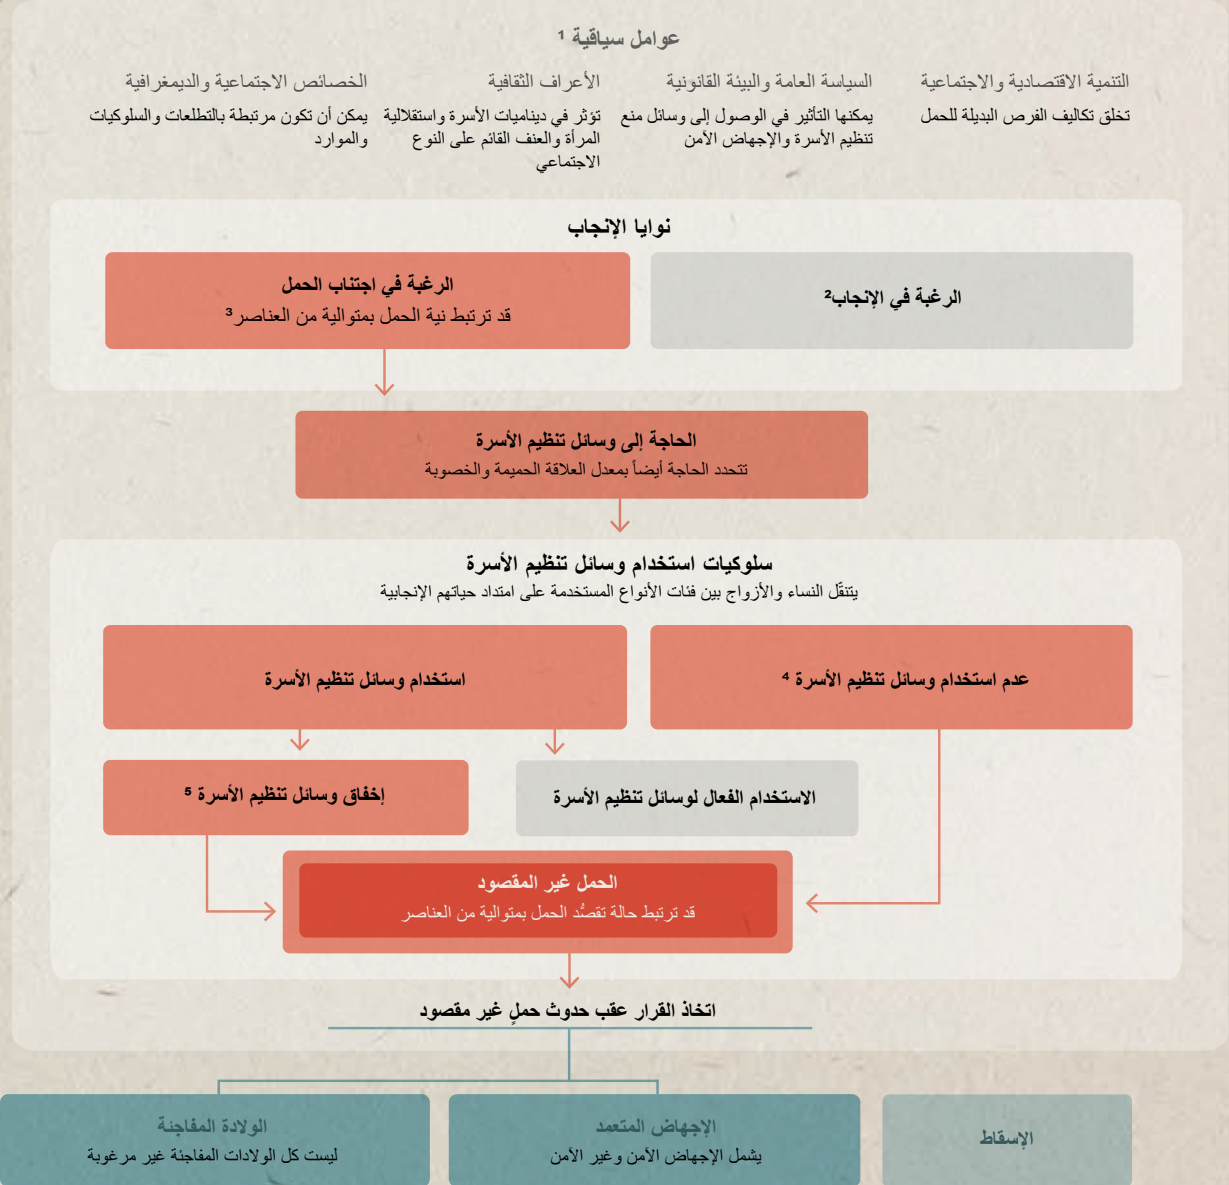 عوامل سياقية ¹
التنمية الاقتصادية والاجتماعية
تخلق تكاليف الفرص البديلة للحمل
السياسة العامة والبيئة القانونية
يمكنها التأثير في الوصول إلى وسائل منع
تنظيم الأسرة والإجهاض الآمن
الأعراف الثقافية
تؤثر في ديناميات الأسرة واستقلالية
المرأة والعنف القائم على النوع
الاجتماعي
الخصائص الاجتماعية والديمغرافية
يمكن أن تكون مرتبطة بالتطلعات والسلوكيات
والموارد
نوايا الإنجاب
الرغبة في الإنجاب²
الرغبة في اجتناب الحمل
قد ترتبط نية الحمل بمتوالية من العناصر³
الحاجة إلى وسائل تنظيم الأسرة
تتحدد الحاجة أيضاً بمعدل العلاقة الحميمة والخصوبة
سلوكيات استخدام وسائل تنظيم الأسرة
يتنقّل النساء والأزواج بين فئات الأنواع المستخدمة على امتداد حياتهم الإنجابية
عدم استخدام وسائل تنظيم الأسرة ⁴
استخدام وسائل تنظيم الأسرة
الاستخدام الفعال لوسائل تنظيم الأسرة
إخفاق وسائل تنظيم الأسرة ⁵
الحمل غير المقصود
قد ترتبط حالة تقصُّد الحمل بمتوالية من العناصر
اتخاذ القرار عقب حدوث حملٍ غير مقصود
الإسقاط
الإجهاض المتعمد
يشمل الإجهاض الآمن وغير الآمن
الولادة المفاجئة
ليست كل الولادات المفاجئة غير مرغوبة